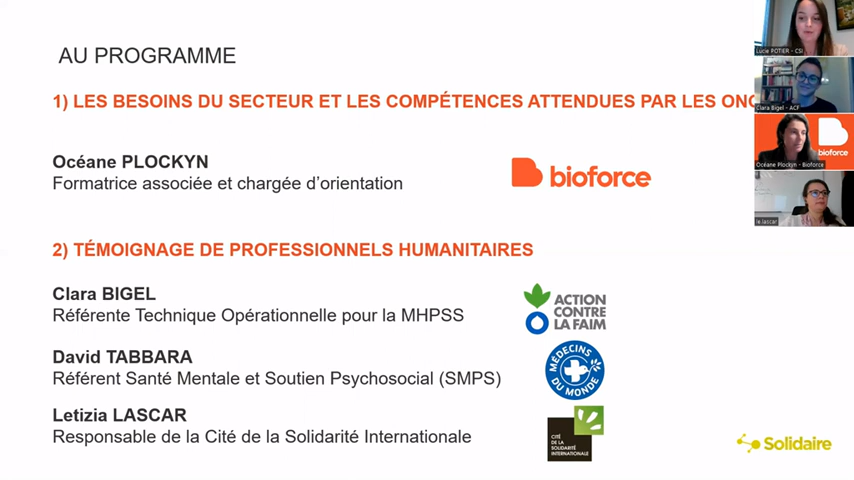 AU PROGRAMME
1) LES BESOINS DU SECTEUR ET LES COMPÉTENCES ATTENDUES PAR LES ONG
Océane PLOCKYN
Formatrice associée et chargée d'orientation
bioforce
2) TÉMOIGNAGE DE PROFESSIONNELS HUMANITAIRES
Clara BIGEL
Référente Technique Opérationnelle pour la MHPSS
ACTION
CONTRE
LA FAIM
David TABBARA
Référent Santé Mentale et Soutien Psychosocial (SMPS)
MÉDECINS
DU MONDE
Letizia LASCAR
Responsable de la Cité de la Solidarité Internationale
CITÉ
DE LA
SOLIDARITÉ
INTERNATIONALE
Solidaire
Lucie POTIER - CSI
Clara Bigel - ACF
bioforce
Océane Plockyn - Bioforce
le.lascar